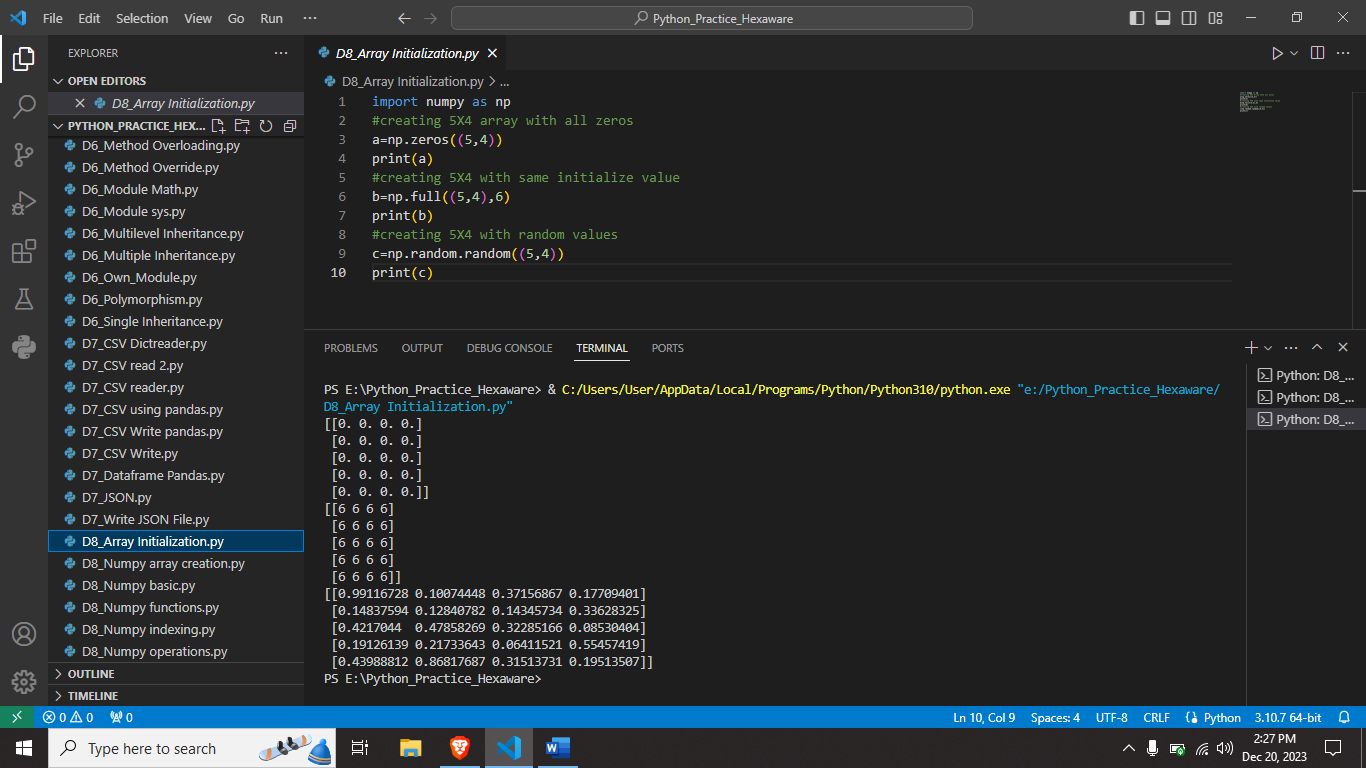 File Edit Selection View Go Run ···
Python_Practice_Hexaware
EXPLORER
OPEN EDITORS
D8_Array Initialization.py
PYTHON_PRACTICE_HEX...
D6_Method Overloading.py
D6_Method Override.py
D6_Module Math.py
D6_Module sys.py
D6_Multilevel Inheritance.py
D6_Multiple Inheritance.py
D6_Own_Module.py
D6_Polymorphism.py
D6_Single Inheritance.py
D7_CSV Dictreader.py
D7_CSV read 2.py
D7_CSV reader.py
D7_CSV using pandas.py
D7_CSV Write pandas.py
D7_CSV Write.py
D7_Dataframe Pandas.py
D7_JSON.py
D7_Write JSON File.py
D8_Array Initialization.py
D8_Numpy array creation.py
D8_Numpy basic.py
D8_Numpy functions.py
D8_Numpy indexing.py
D8_Numpy operations.py
OUTLINE
TIMELINE
D8_Array Initialization.py
D8_Array Initialization.py > ...
1 import numpy as np
2 #creating 5X4 array with all zeros
3 a=np.zeros((5,4))
4 print(a)
5 #creating 5X4 with same initialize value
6 b=np.full((5,4),6)
7 print(b)
8 #creating 5X4 with random values
9 c=np.random.random((5,4))
10 print(c)
PROBLEMS OUTPUT DEBUG CONSOLE TERMINAL PORTS
PS E:\Python_Practice_Hexaware> & C:/Users/User/AppData/Local/Programs/Python/Python310/python.exe "e:/Python_Practice_Hexaware/
D8_Array Initialization.py"
[[0. 0. 0. 0.]
 [0. 0. 0. 0.]
 [0. 0. 0. 0.]
 [0. 0. 0. 0.]
 [0. 0. 0. 0.]]
[[6 6 6 6]
 [6 6 6 6]
 [6 6 6 6]
 [6 6 6 6]
 [6 6 6 6]]
[[0.99116728 0.10074448 0.37156867 0.17709401]
 [0.14837594 0.12840782 0.14345734 0.33628325]
 [0.4217044  0.47858269 0.32285166 0.08530404]
 [0.19126139 0.21733643 0.06411521 0.55457419]
 [0.43988812 0.86817687 0.31513731 0.19513507]]
PS E:\Python_Practice_Hexaware>
Python: D8_...
Python: D8_...
Python: D8_...
0 0 0 Ln 10, Col 9 Spaces: 4 UTF-8 CRLF Python 3.10.7 64-bit
Type here to search
2:27 PM
Dec 20, 2023